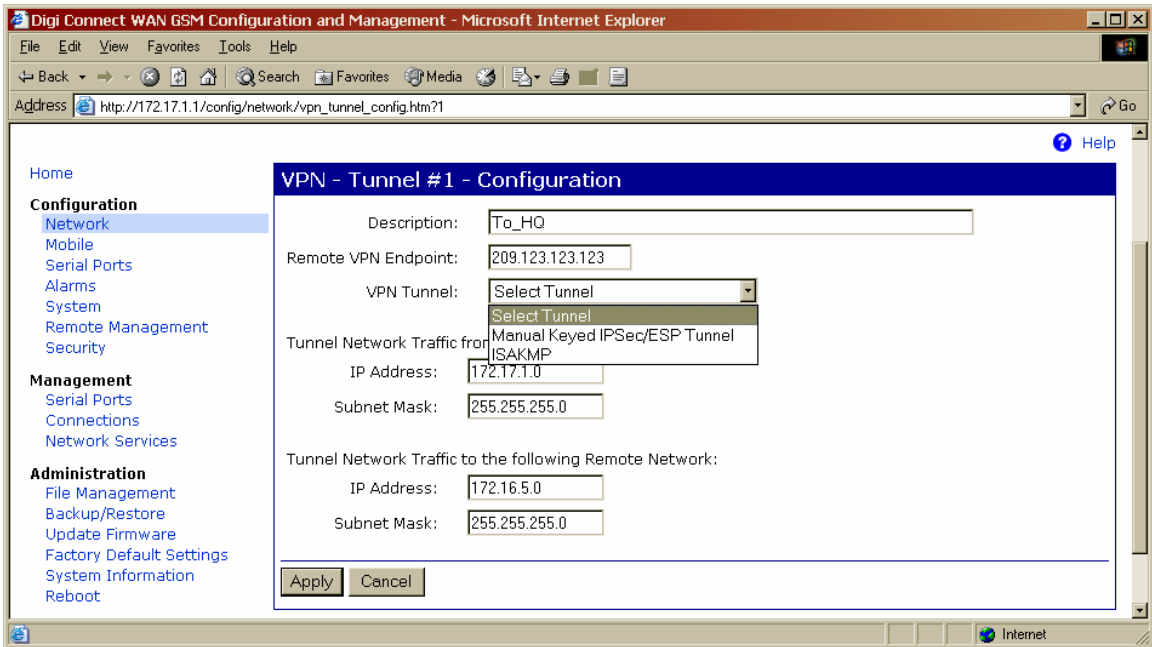 Digi Connect WAN GSM Configuration and Management - Microsoft Internet Explorer
File Edit View Favorites Tools Help
Back Search Favorites Media
Address http://172.17.1.1/config/network/vpn_tunnel_config.htm?1 Go
Help
Home
Configuration
Network
Mobile
Serial Ports
Alarms
System
Remote Management
Security
Management
Serial Ports
Connections
Network Services
Administration
File Management
Backup/Restore
Update Firmware
Factory Default Settings
System Information
Reboot
VPN - Tunnel #1 - Configuration
Description: To_HQ
Remote VPN Endpoint: 209.123.123.123
VPN Tunnel: Select Tunnel
Select Tunnel
Manual Keyed IPSec/ESP Tunnel
ISAKMP
Tunnel Network Traffic from
IP Address: 172.17.1.0
Subnet Mask: 255.255.255.0
Tunnel Network Traffic to the following Remote Network:
IP Address: 172.16.5.0
Subnet Mask: 255.255.255.0
Apply Cancel
Internet